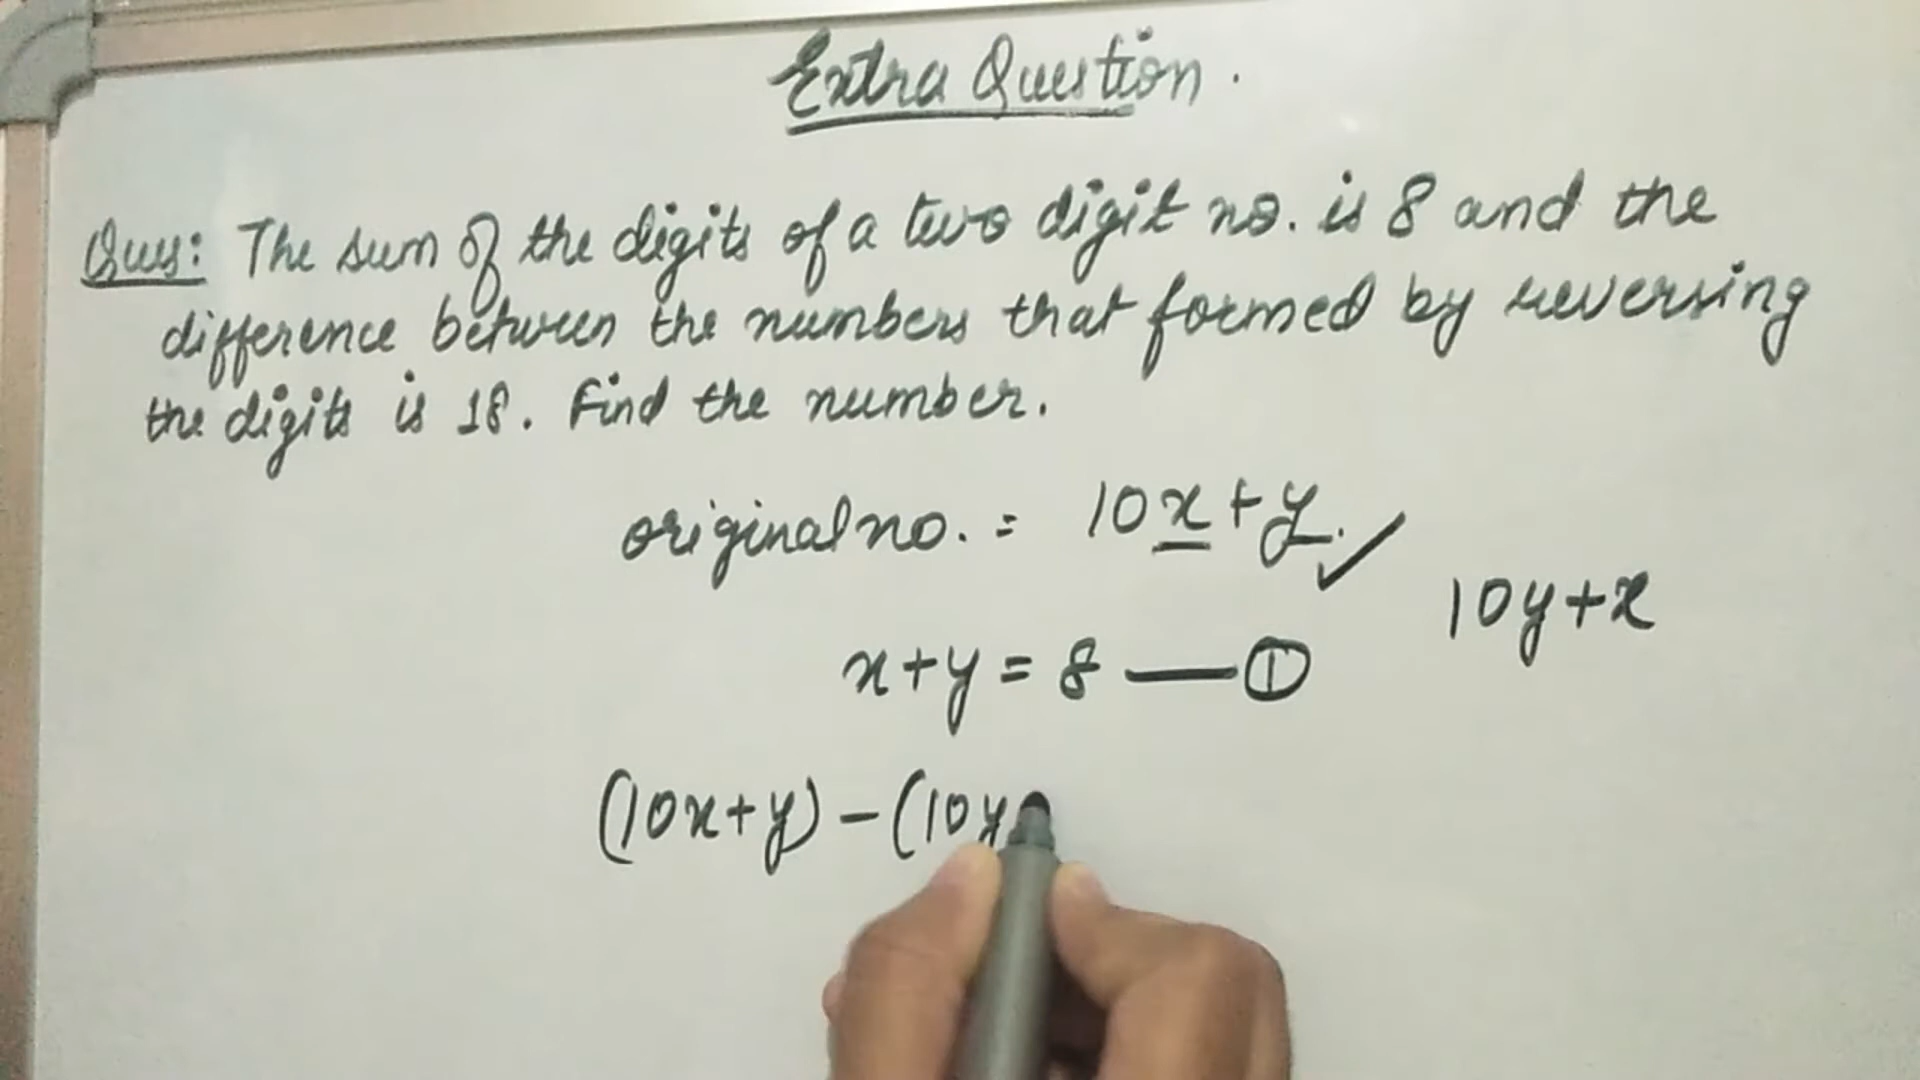 Extra Question.
Ques: The sum of the digits of a two digit no. is 8 and the
difference between the numbers that formed by reversing
the digits is 18. Find the number.
original no. = 10x+y.
10y+x
x+y = 8 — ①
(10x+y) - (10y